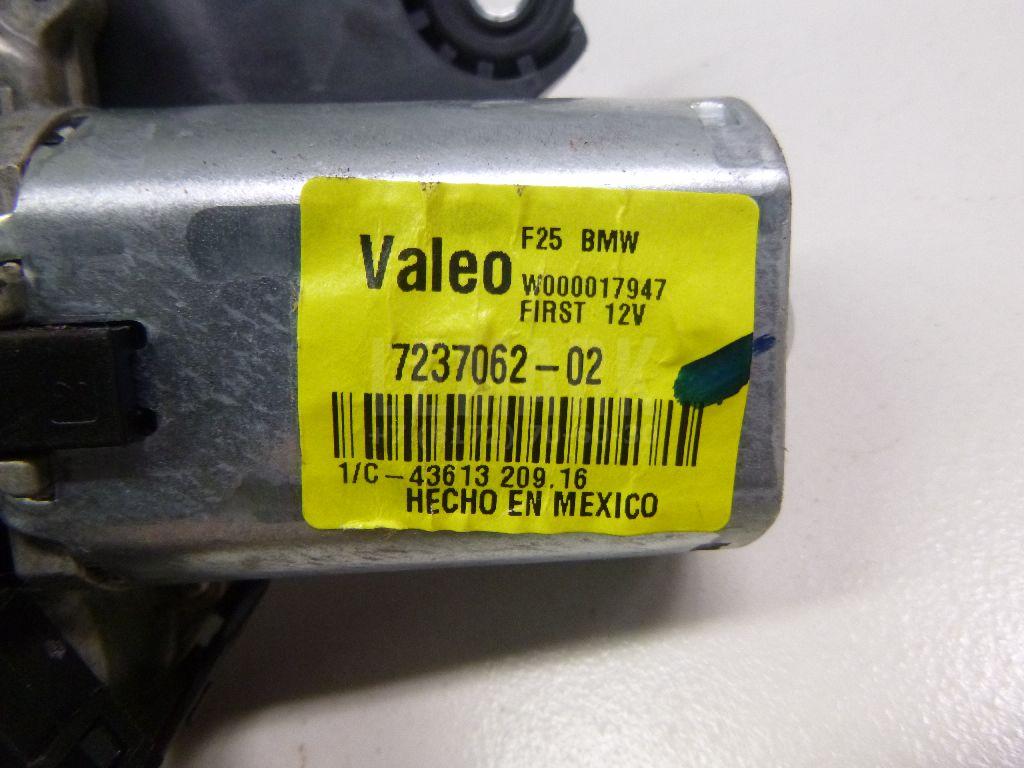 Valeo
F25 BMW
W000017947
FIRST 12V
7237062-02
1/C-43613 209.16
HECHO EN MEXICO